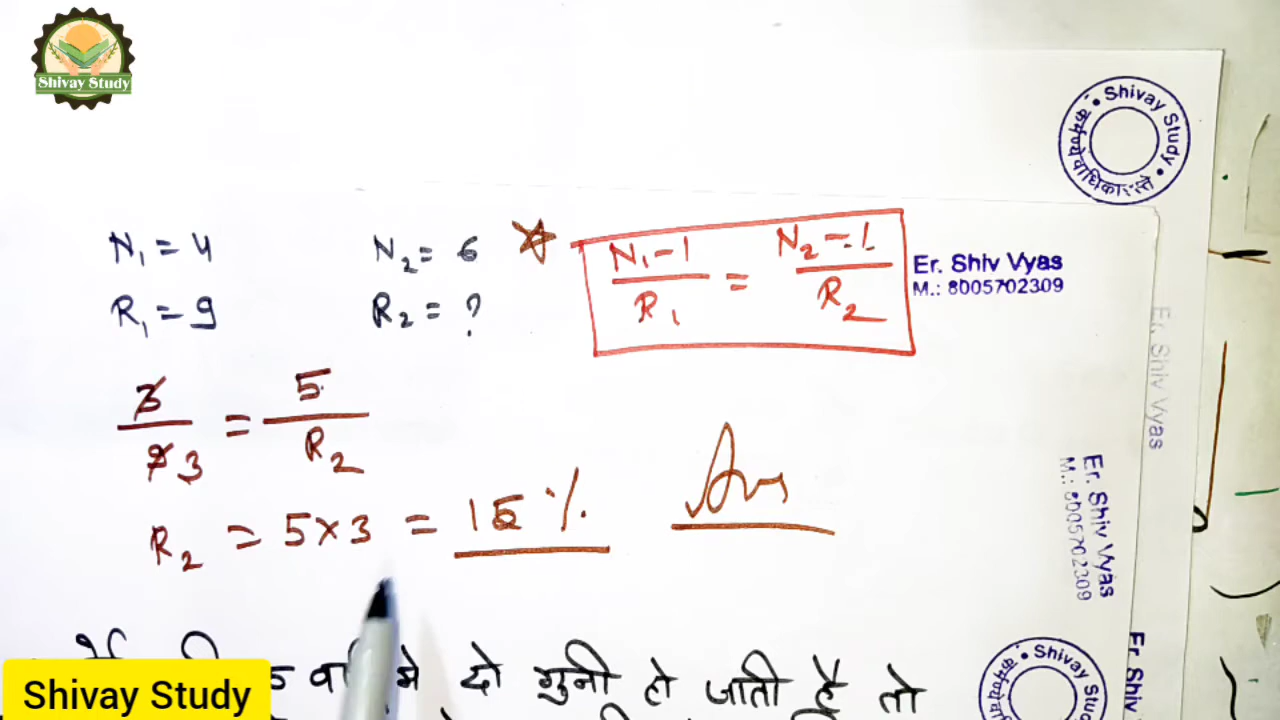 Shivay Study
• Shivay Study •
N₁ = 4 N₂ = 6
R₁ = 9 R₂ = ?
N₁-1 / R₁ = N₂-1 / R₂
Er. Shiv Vyas
M.: 8005702309
Er. Shiv Vyas
3 / 9 3 = 5 / R₂
R₂ = 5×3 = 15 % Ans
Er. Shiv Vyas
M.: 8005702309
Shivay Study
में दो गुनी हो जाती है तो
Shivay Study
Er. Shiv